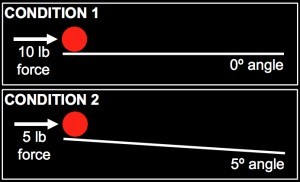 CONDITION 1
10 lb
force
0º angle
CONDITION 2
5 lb
force
5º angle